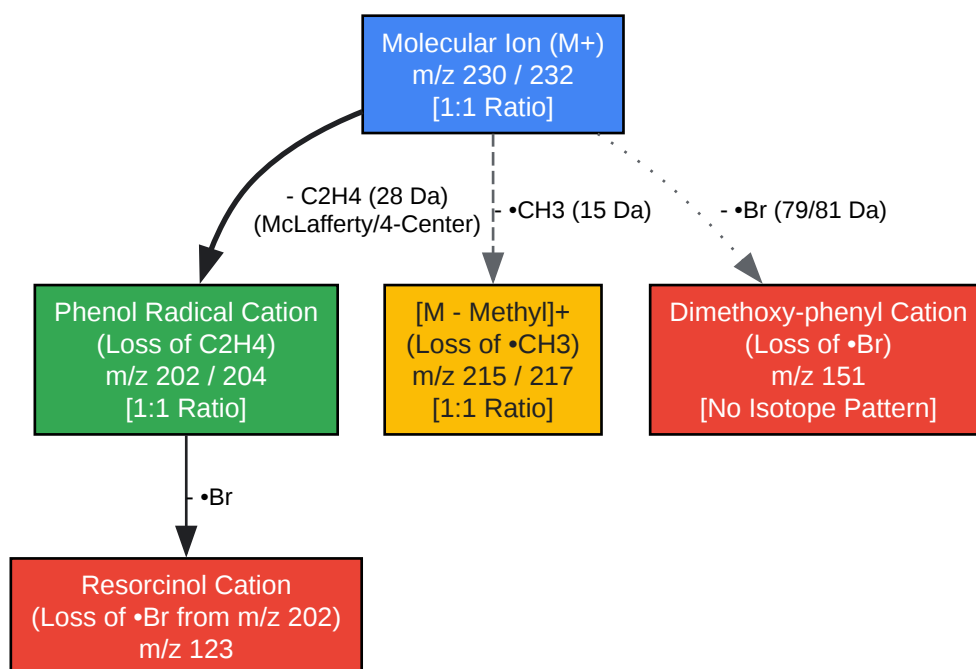 Molecular Ion (M+)
m/z 230 / 232
[1:1 Ratio]
- C2H4 (28 Da)
(McLafferty/4-Center)
- •CH3 (15 Da)
- •Br (79/81 Da)
Phenol Radical Cation
(Loss of C2H4)
m/z 202 / 204
[1:1 Ratio]
[M - Methyl]+
(Loss of •CH3)
m/z 215 / 217
[1:1 Ratio]
Dimethoxy-phenyl Cation
(Loss of •Br)
m/z 151
[No Isotope Pattern]
- •Br
Resorcinol Cation
(Loss of •Br from m/z 202)
m/z 123